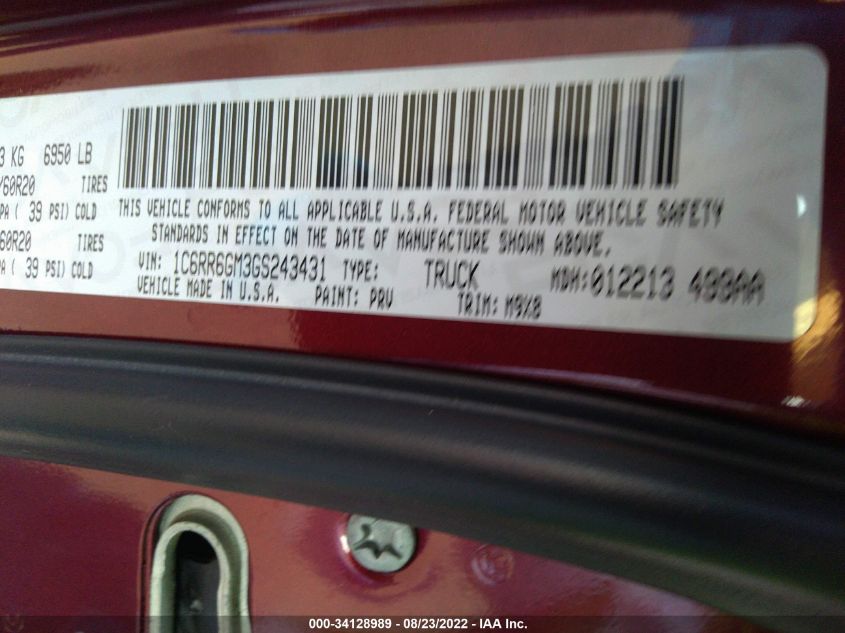 3 KG 6950 LB
/60R20 TIRES
PA ( 39 PSI) COLD
60R20 TIRES
A ( 39 PSI) COLD
THIS VEHICLE CONFORMS TO ALL APPLICABLE U.S.A. FEDERAL MOTOR VEHICLE SAFETY
STANDARDS IN EFFECT ON THE DATE OF MANUFACTURE SHOWN ABOVE.
VIN: 1C6RR6GM3GS243431 TYPE: TRUCK MDH:012213 499AA
VEHICLE MADE IN U.S.A. PAINT: PRV TRIM: M9X8
000-34128989 - 08/23/2022 - IAA Inc.